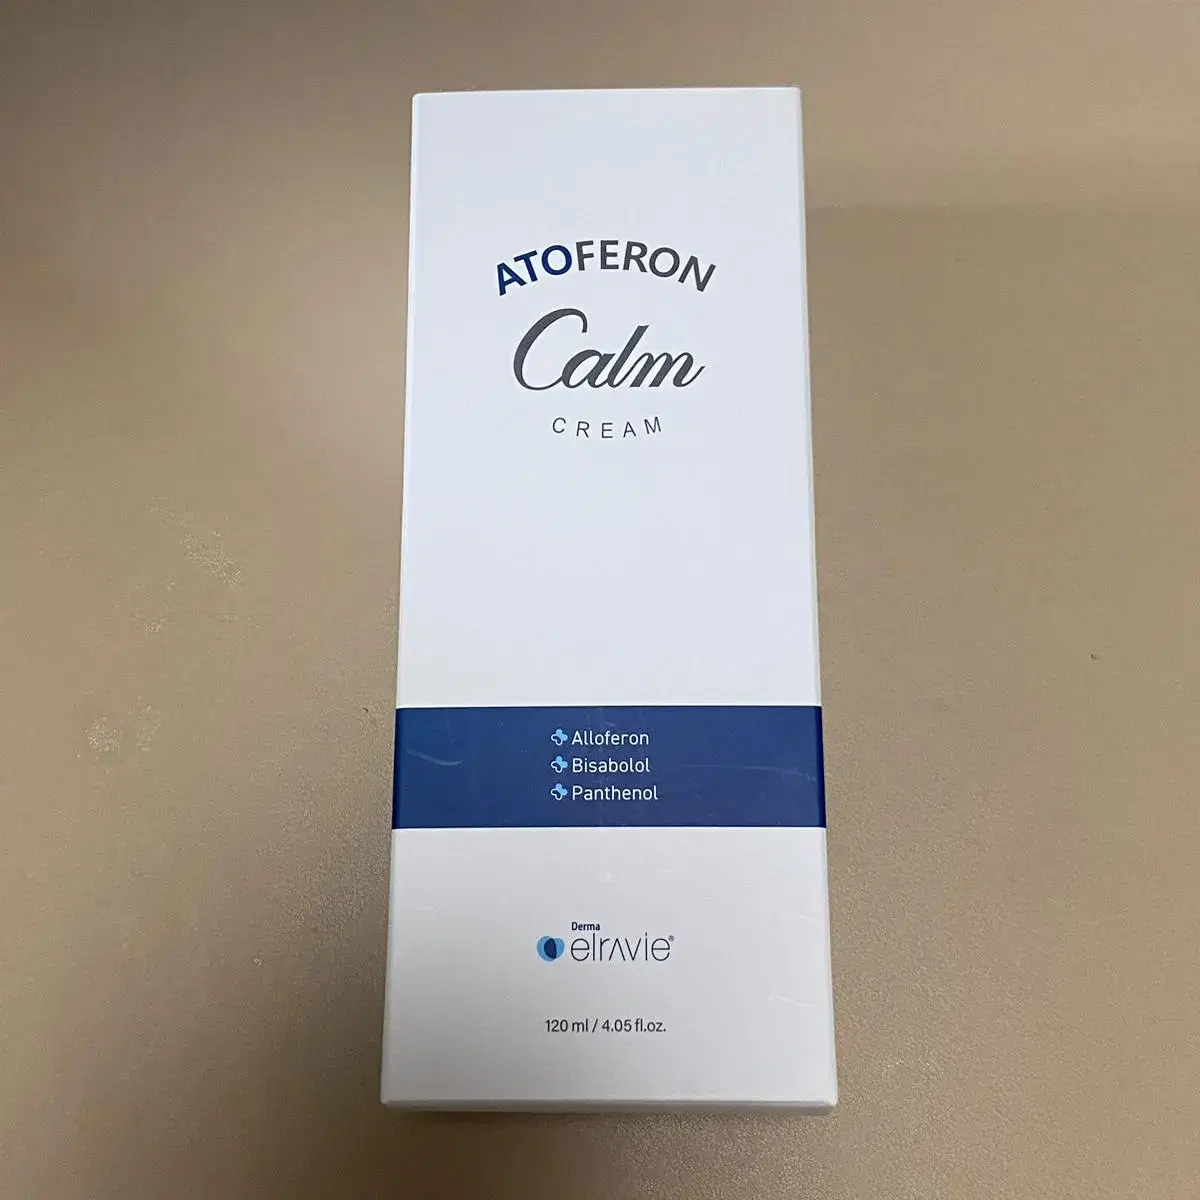 ATOFERON
Calm
CREAM
Alloferon
Bisabolol
Panthenol
Derma
elravie®
120 ml / 4.05 fl.oz.